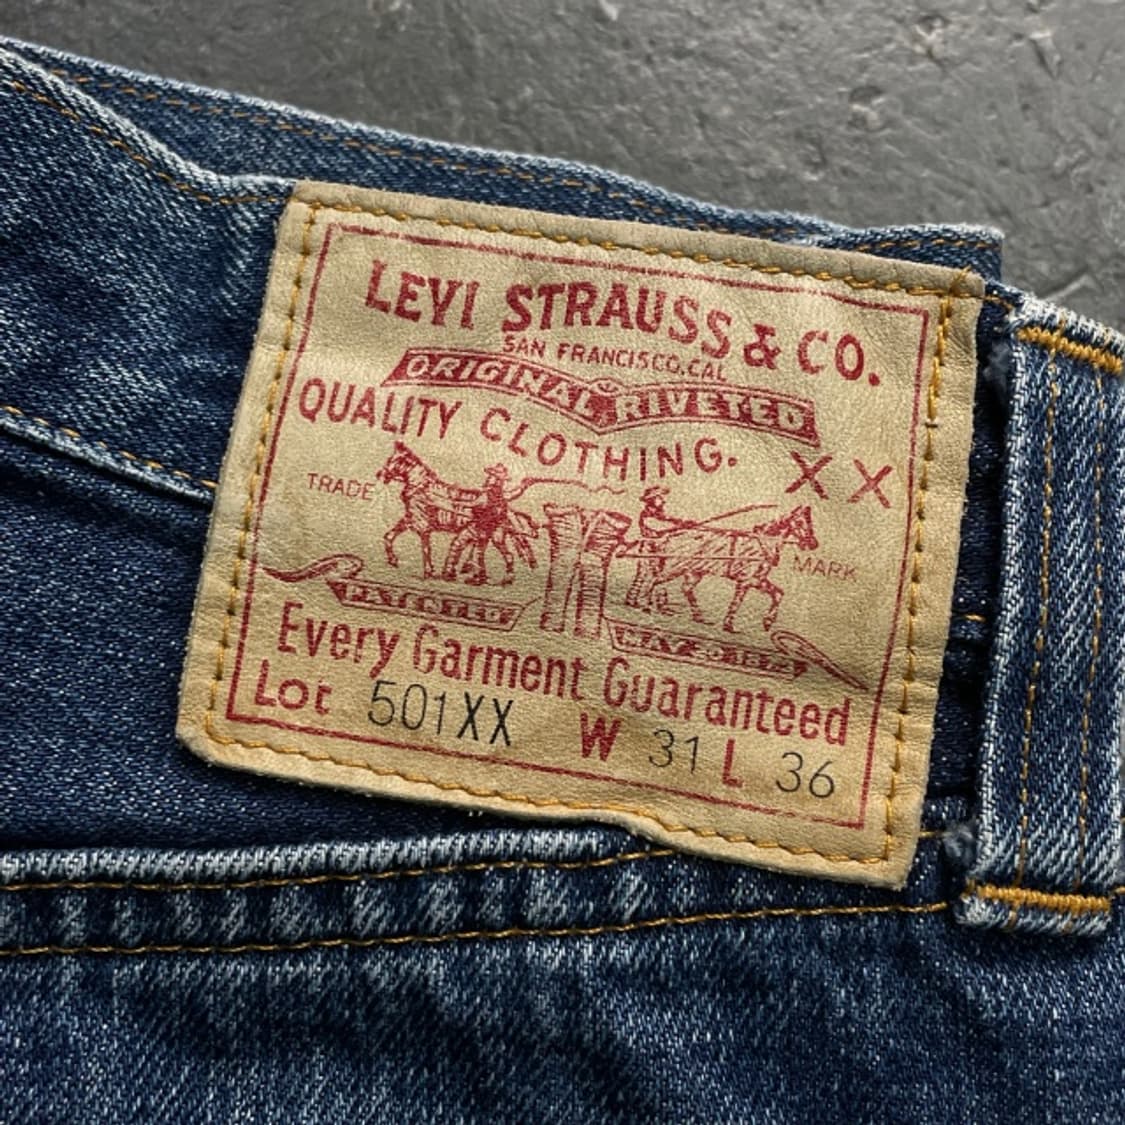 LEVI STRAUSS & CO.
SAN FRANCISCO, CAL
ORIGINAL RIVETED
QUALITY CLOTHING. XX
TRADE MARK
PATENTED MAY 20 1873
Every Garment Guaranteed
Lot 501XX W 31 L 36